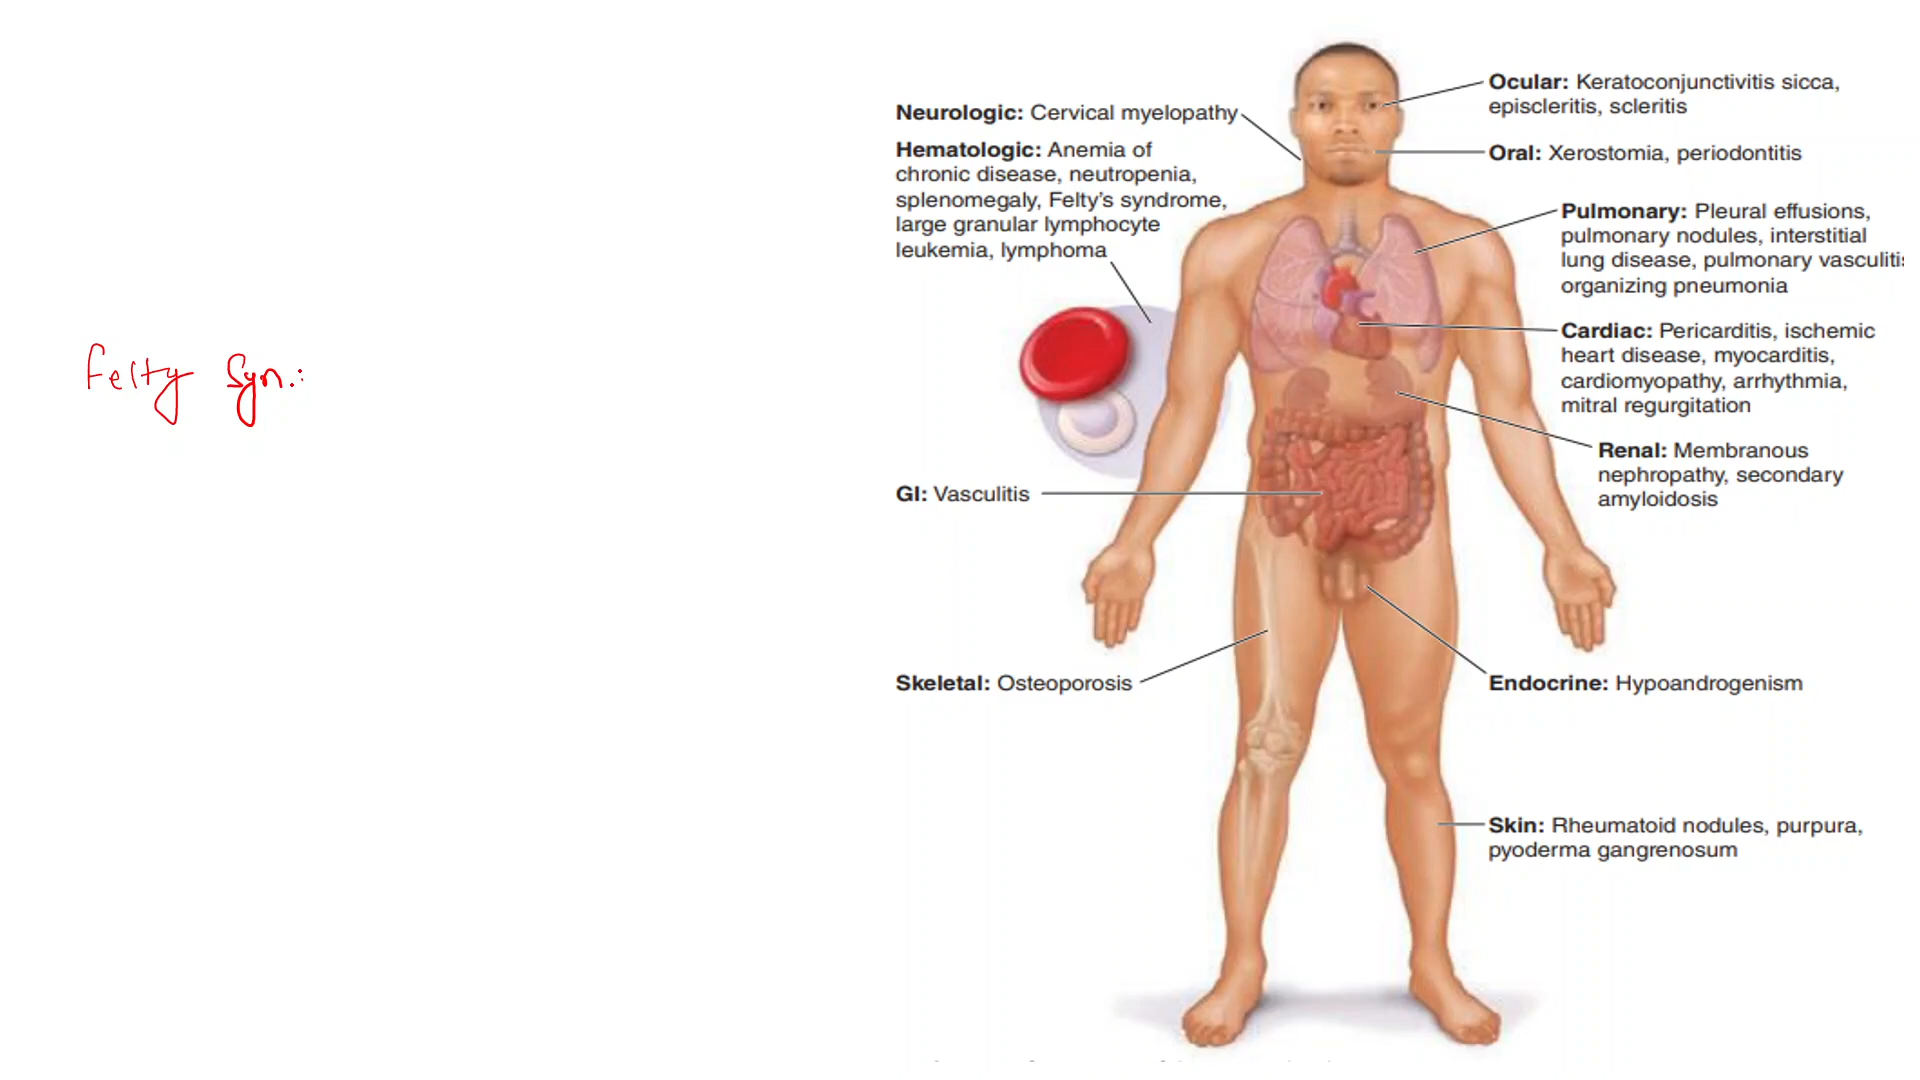 Felty Syn.:
Neurologic: Cervical myelopathy
Hematologic: Anemia of
chronic disease, neutropenia,
splenomegaly, Felty's syndrome,
large granular lymphocyte
leukemia, lymphoma
GI: Vasculitis
Skeletal: Osteoporosis
Ocular: Keratoconjunctivitis sicca,
episcleritis, scleritis
Oral: Xerostomia, periodontitis
Pulmonary: Pleural effusions,
pulmonary nodules, interstitial
lung disease, pulmonary vasculitis
organizing pneumonia
Cardiac: Pericarditis, ischemic
heart disease, myocarditis,
cardiomyopathy, arrhythmia,
mitral regurgitation
Renal: Membranous
nephropathy, secondary
amyloidosis
Endocrine: Hypoandrogenism
Skin: Rheumatoid nodules, purpura,
pyoderma gangrenosum